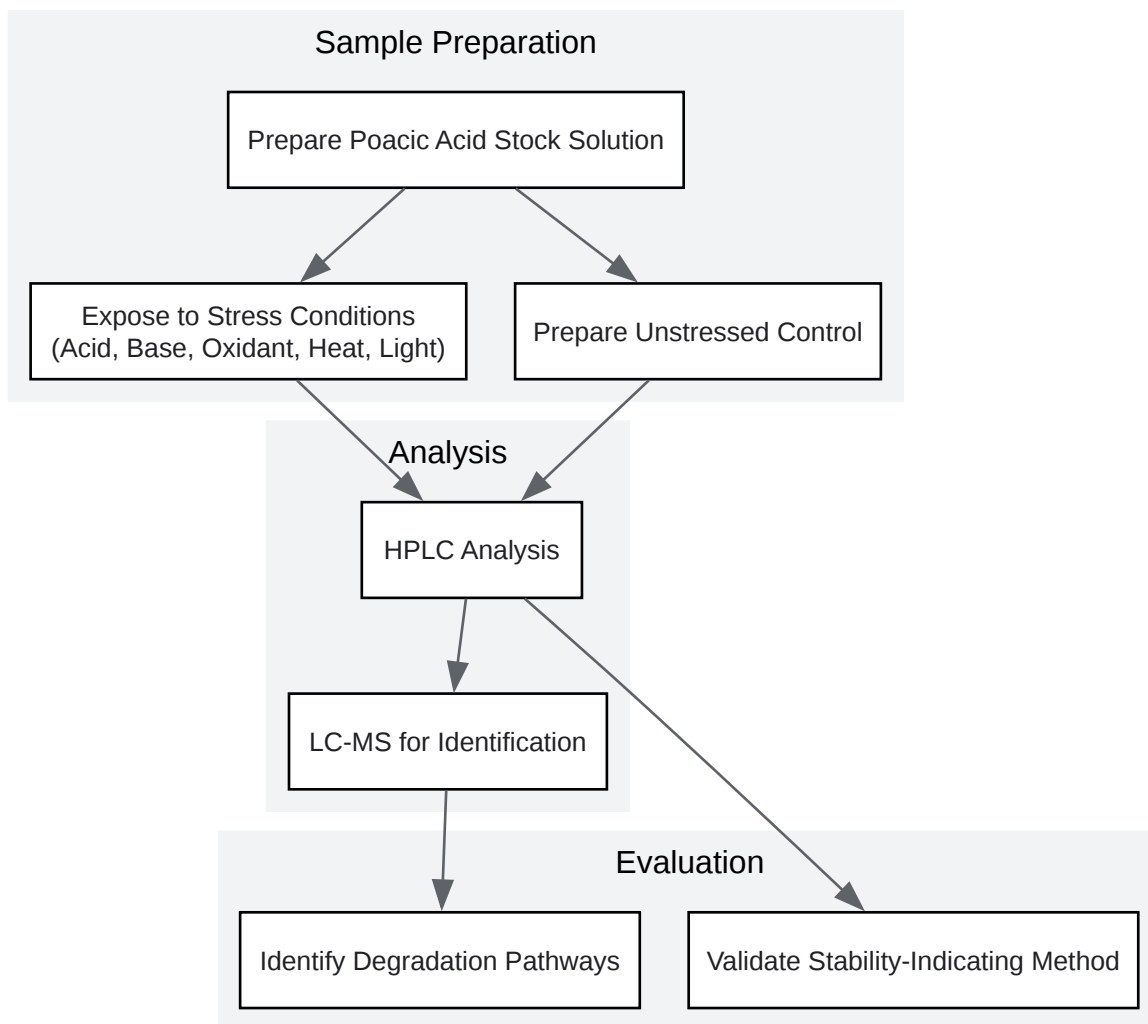 Sample Preparation
Prepare Poacic Acid Stock Solution
Expose to Stress Conditions
(Acid, Base, Oxidant, Heat, Light)
Prepare Unstressed Control
Analysis
HPLC Analysis
LC-MS for Identification
Evaluation
Identify Degradation Pathways
Validate Stability-Indicating Method